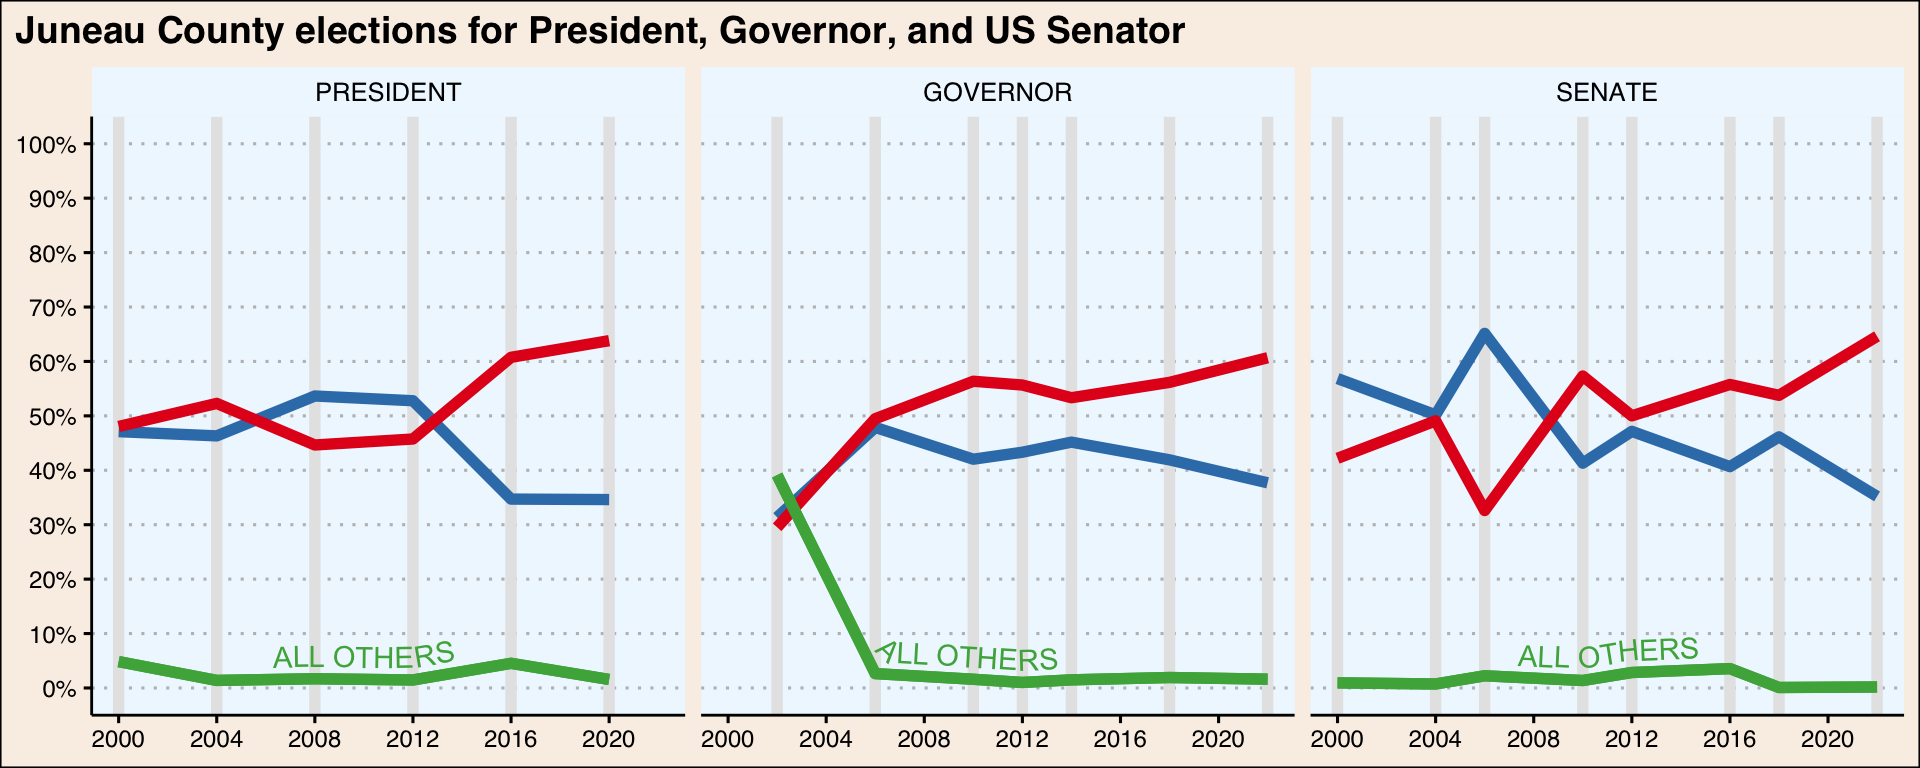 Juneau County elections for President, Governor, and US Senator
PRESIDENT
GOVERNOR
SENATE
100%
90%
80%
70%
60%
50%
40%
30%
20%
10%
0%
ALL OTHERS
ALL OTHERS
ALL OTHERS
2000 2004 2008 2012 2016 2020
2000 2004 2008 2012 2016 2020
2000 2004 2008 2012 2016 2020